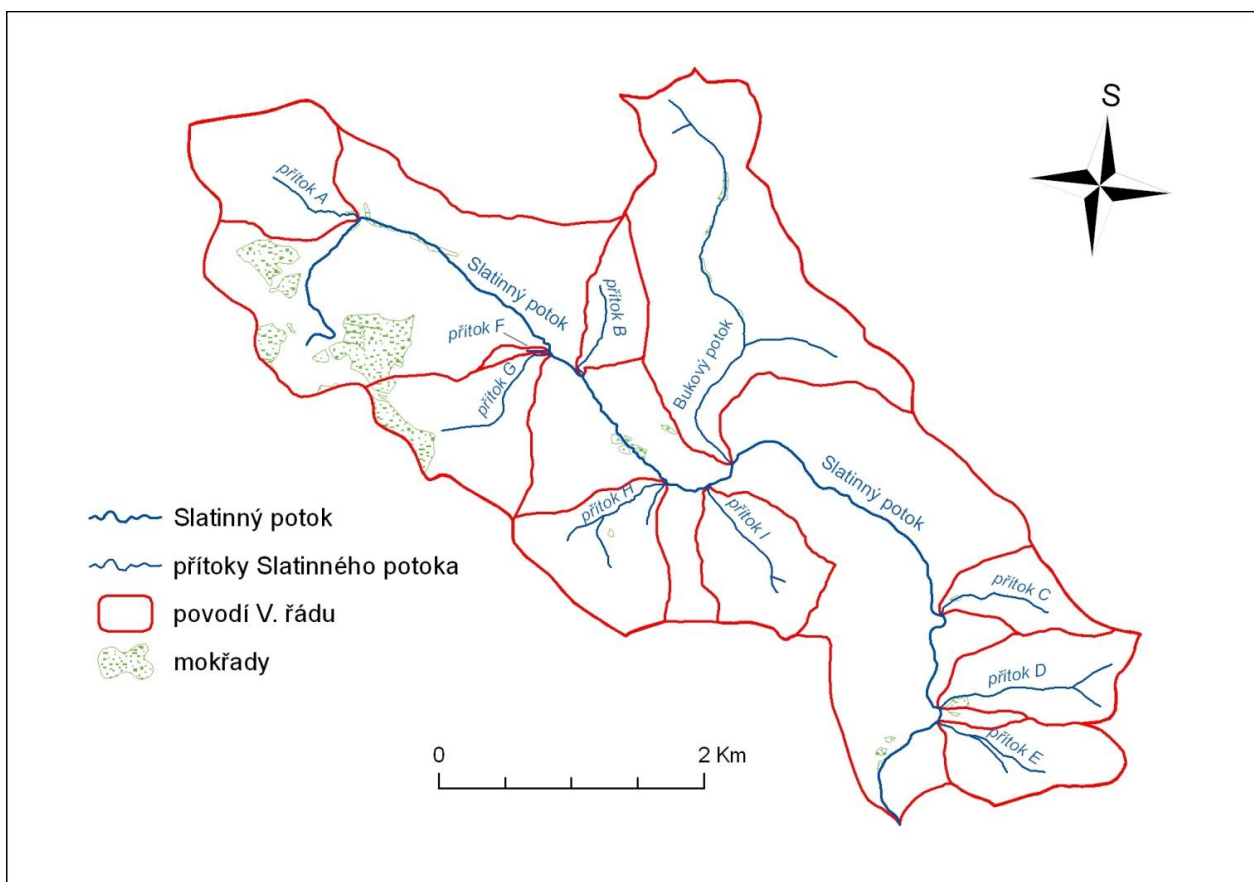 S
přítok A
Slatinný potok
přítok B
přítok F
přítok G
Bukový potok
Slatinný potok
přítok H
přítok I
přítok C
přítok D
přítok E
Slatinný potok
přítoky Slatinného potoka
povodí V. řádu
mokřady
0
2 Km